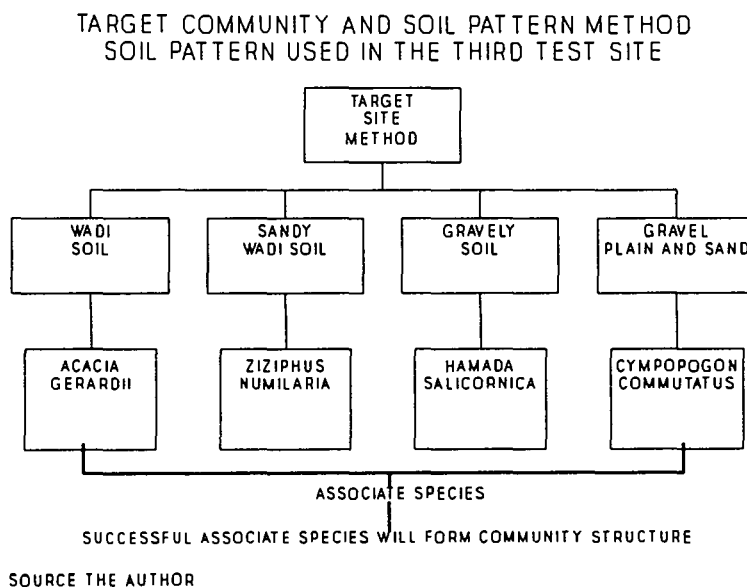 TARGET COMMUNITY AND SOIL PATTERN METHOD
SOIL PATTERN USED IN THE THIRD TEST SITE
TARGET
SITE
METHOD
WADI
SOIL
SANDY
WADI SOIL
GRAVELY
SOIL
GRAVEL
PLAIN AND SAND
ACACIA
GERARDII
ZIZIPHUS
NUMILARIA
HAMADA
SALICORNICA
CYMPOPOGON
COMMUTATUS
ASSOCIATE SPECIES
SUCCESSFUL ASSOCIATE SPECIES WILL FORM COMMUNITY STRUCTURE
SOURCE THE AUTHOR